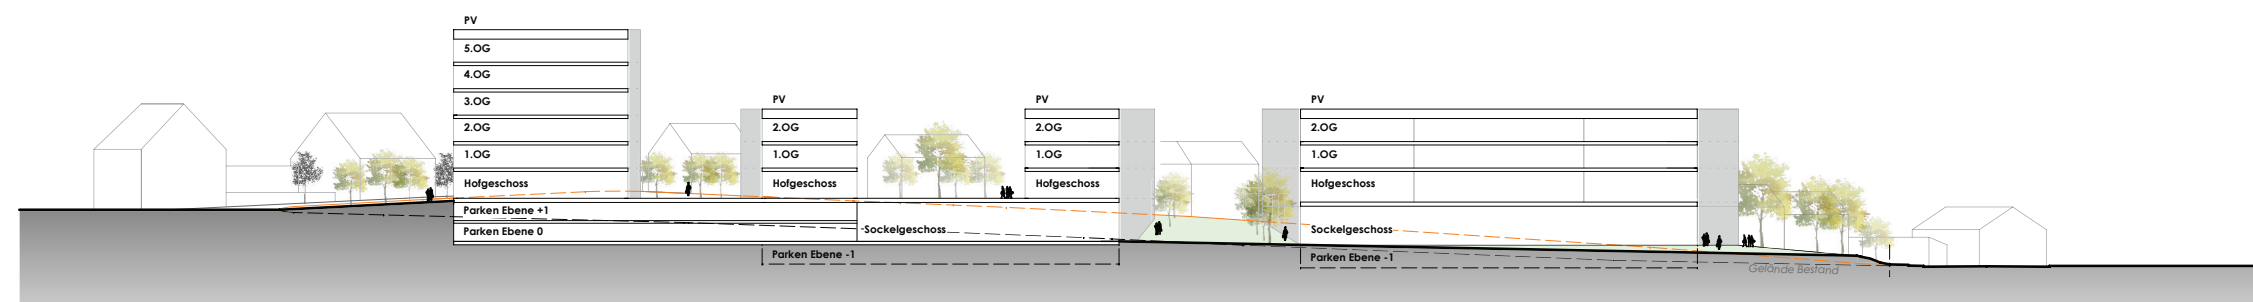 PV
5.OG
4.OG
3.OG
2.OG
1.OG
Hofgeschoss
Parken Ebene +1
Parken Ebene 0
PV
2.OG
1.OG
Hofgeschoss
Sockelgeschoss
Parken Ebene -1
PV
2.OG
1.OG
Hofgeschoss
PV
2.OG
1.OG
Hofgeschoss
Sockelgeschoss
Parken Ebene -1
Gelände Bestand